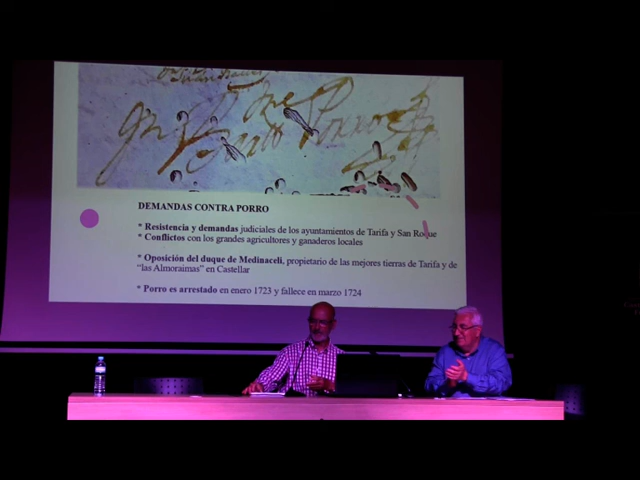 DEMANDAS CONTRA PORRO
* Resistencia y demandas judiciales de los ayuntamientos de Tarifa y San Roque
* Conflictos con los grandes agricultores y ganaderos locales
* Oposición del duque de Medinaceli, propietario de las mejores tierras de Tarifa y de
“las Almoraimas” en Castellar
* Porro es arrestado en enero 1723 y fallece en marzo 1724